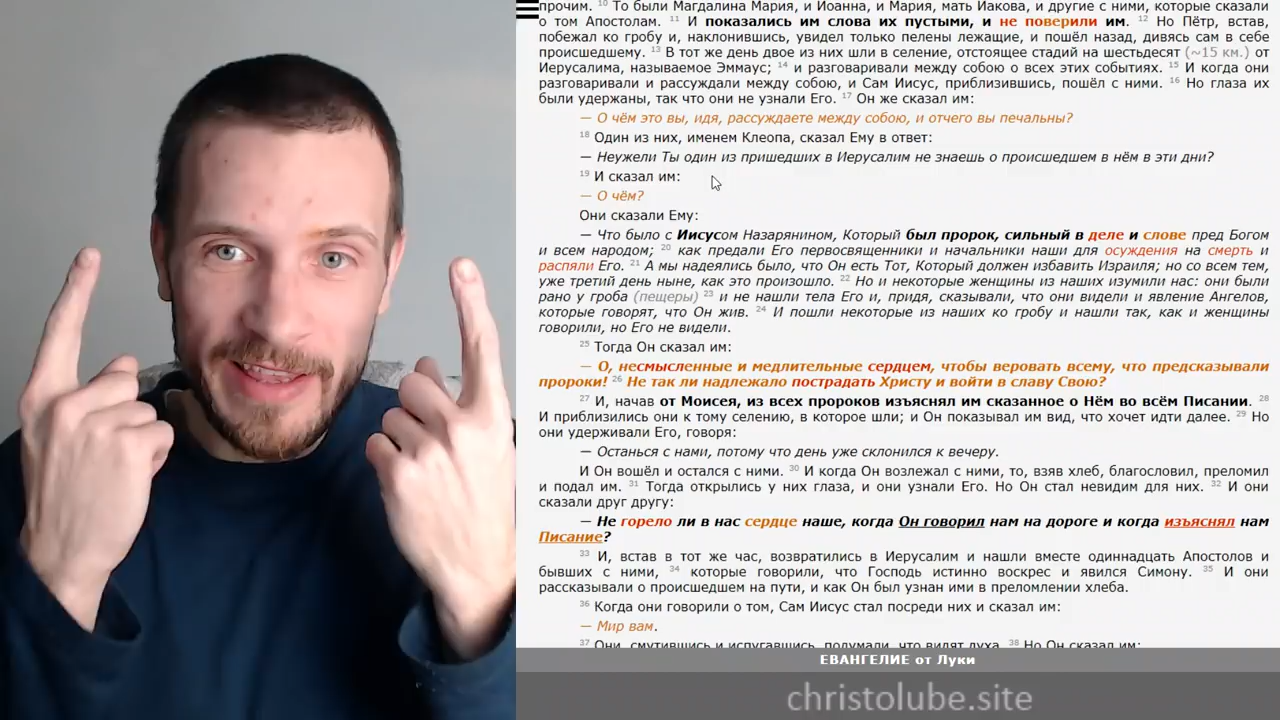 прочим. 10 То были Магдалина Мария, и Иоанна, и Мария, мать Иакова, и другие с ними, которые сказали
о том Апостолам. 11 И показались им слова их пустыми, и не поверили им. 12 Но Пётр, встав,
побежал ко гробу и, наклонившись, увидел только пелены лежащие, и пошёл назад, дивясь сам в себе
происшедшему. 13 В тот же день двое из них шли в селение, отстоящее стадий на шестьдесят (~15 км.) от
Иерусалима, называемое Эммаус; 14 и разговаривали между собою о всех этих событиях. 15 И когда они
разговаривали и рассуждали между собою, и Сам Иисус, приблизившись, пошёл с ними. 16 Но глаза их
были удержаны, так что они не узнали Его. 17 Он же сказал им:
— О чём это вы, идя, рассуждаете между собою, и отчего вы печальны?
18 Один из них, именем Клеопа, сказал Ему в ответ:
— Неужели Ты один из пришедших в Иерусалим не знаешь о происшедшем в нём в эти дни?
19 И сказал им:
— О чём?
Они сказали Ему:
— Что было с Иисусом Назарянином, Который был пророк, сильный в деле и слове пред Богом
и всем народом; 20 как предали Его первосвященники и начальники наши для осуждения на смерть и
распяли Его. 21 А мы надеялись было, что Он есть Тот, Который должен избавить Израиля; но со всем тем,
уже третий день ныне, как это произошло. 22 Но и некоторые женщины из наших изумили нас: они были
рано у гроба (пещеры) 23 и не нашли тела Его и, придя, сказывали, что они видели и явление Ангелов,
которые говорят, что Он жив. 24 И пошли некоторые из наших ко гробу и нашли так, как и женщины
говорили, но Его не видели.
25 Тогда Он сказал им:
— О, несмысленные и медлительные сердцем, чтобы веровать всему, что предсказывали
пророки! 26 Не так ли надлежало пострадать Христу и войти в славу Свою?
27 И, начав от Моисея, из всех пророков изъяснял им сказанное о Нём во всём Писании. 28
И приблизились они к тому селению, в которое шли; и Он показывал им вид, что хочет идти далее. 29 Но
они удерживали Его, говоря:
— Останься с нами, потому что день уже склонился к вечеру.
И Он вошёл и остался с ними. 30 И когда Он возлежал с ними, то, взяв хлеб, благословил, преломил
и подал им. 31 Тогда открылись у них глаза, и они узнали Его. Но Он стал невидим для них. 32 И они
сказали друг другу:
— Не горело ли в нас сердце наше, когда Он говорил нам на дороге и когда изъяснял нам
Писание?
33 И, встав в тот же час, возвратились в Иерусалим и нашли вместе одиннадцать Апостолов и
бывших с ними, 34 которые говорили, что Господь истинно воскрес и явился Симону. 35 И они
рассказывали о происшедшем на пути, и как Он был узнан ими в преломлении хлеба.
36 Когда они говорили о том, Сам Иисус стал посреди них и сказал им:
— Мир вам.
37 Они, смутившись и испугавшись, подумали, что видят духа. 38 Но Он сказал им:
ЕВАНГЕЛИЕ от Луки
christolube.site